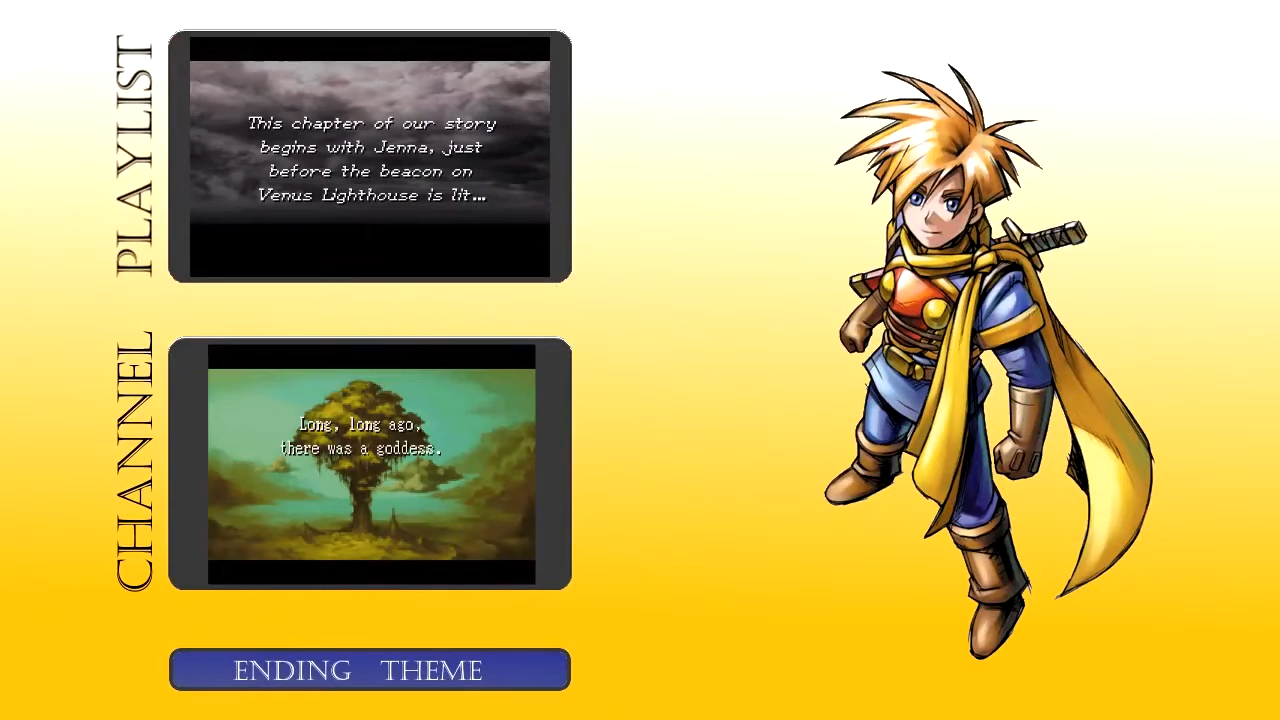 PLAYLIST
This chapter of our story
begins with Jenna, just
before the beacon on
Venus Lighthouse is lit...
CHANNEL
Long, long ago,
there was a goddess.
ENDING THEME